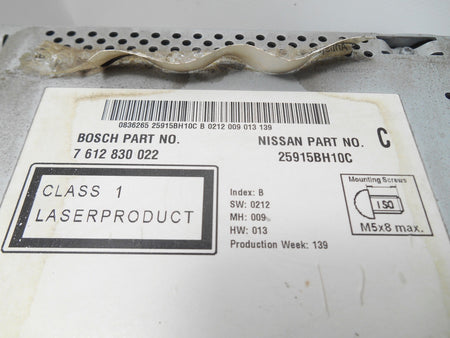 0836265 25915BH10C B 0212 009 013 139
BOSCH PART NO.
7 612 830 022
NISSAN PART NO.
25915BH10C
C
CLASS 1
LASERPRODUCT
Index: B
SW: 0212
MH: 009
HW: 013
Production Week: 139
Mounting Screws
ISO
M5x8 max.